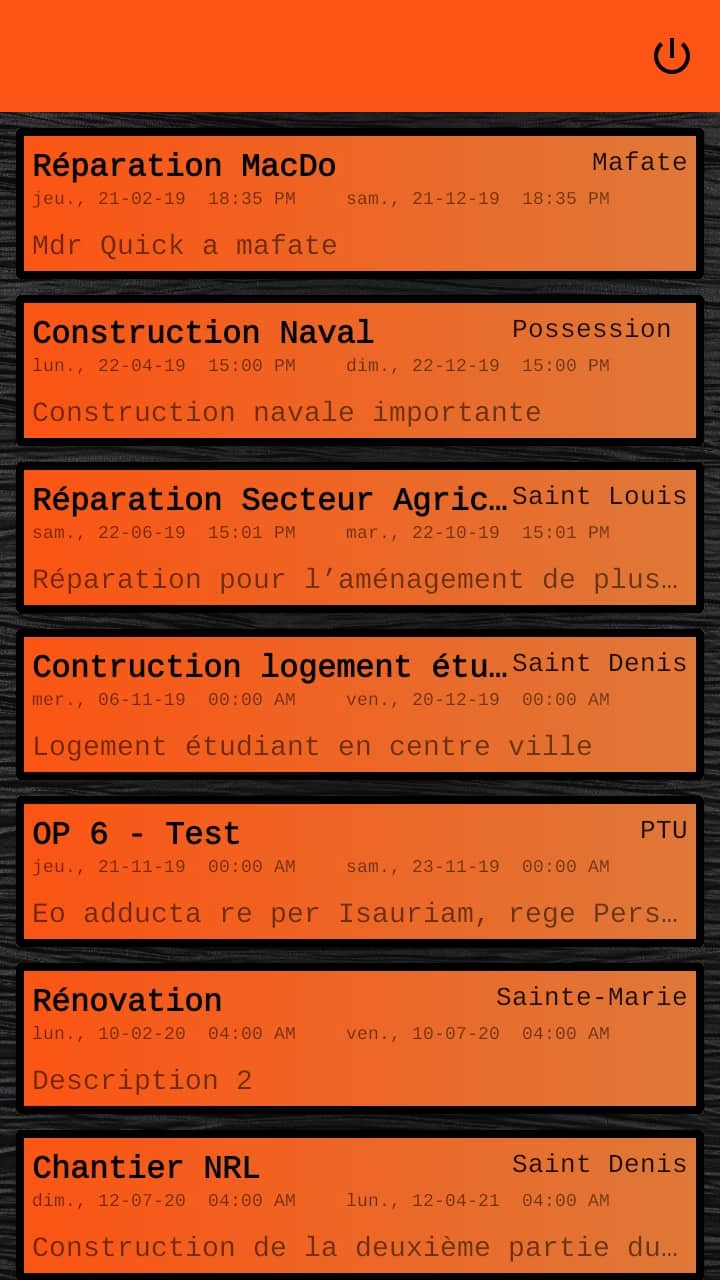 Réparation MacDo Mafate
jeu., 21-02-19 18:35 PM sam., 21-12-19 18:35 PM
Mdr Quick a mafate
Construction Naval Possession
lun., 22-04-19 15:00 PM dim., 22-12-19 15:00 PM
Construction navale importante
Réparation Secteur Agric… Saint Louis
sam., 22-06-19 15:01 PM mar., 22-10-19 15:01 PM
Réparation pour l’aménagement de plus…
Contruction logement étu… Saint Denis
mer., 06-11-19 00:00 AM ven., 20-12-19 00:00 AM
Logement étudiant en centre ville
OP 6 - Test PTU
jeu., 21-11-19 00:00 AM sam., 23-11-19 00:00 AM
Eo adducta re per Isauriam, rege Pers…
Rénovation Sainte-Marie
lun., 10-02-20 04:00 AM ven., 10-07-20 04:00 AM
Description 2
Chantier NRL Saint Denis
dim., 12-07-20 04:00 AM lun., 12-04-21 04:00 AM
Construction de la deuxième partie du…